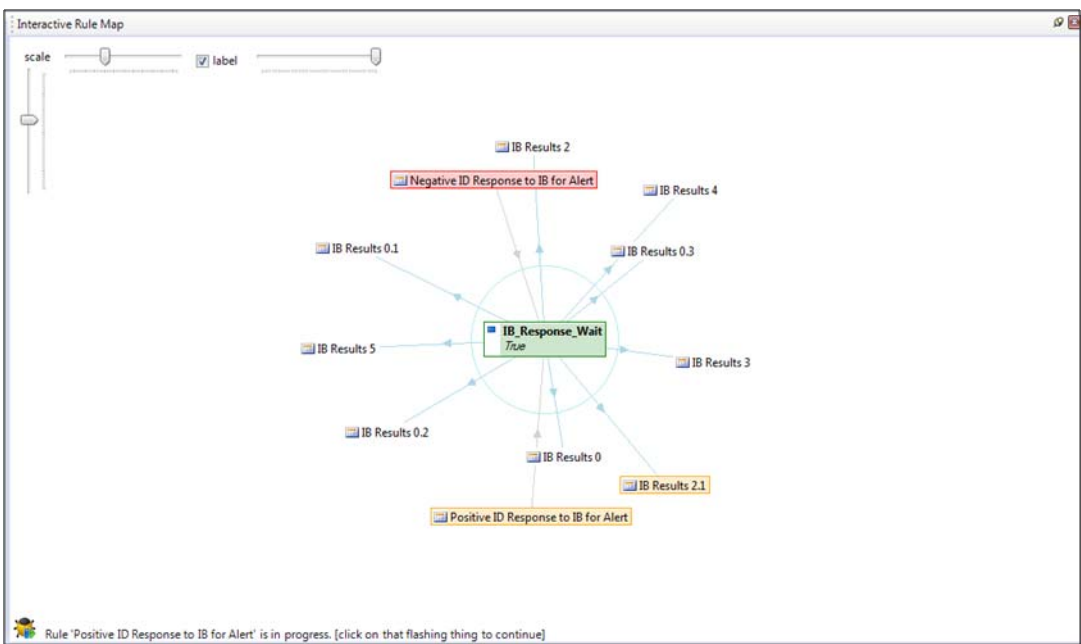 Interactive Rule Map
scale
label
IB Results 2
Negative ID Response to IB for Alert
IB Results 4
IB Results 0.1
IB Results 0.3
IB_Response_Wait
True
IB Results 5
IB Results 3
IB Results 0.2
IB Results 0
IB Results 2.1
Positive ID Response to IB for Alert
Rule 'Positive ID Response to IB for Alert' is in progress. [click on that flashing thing to continue]